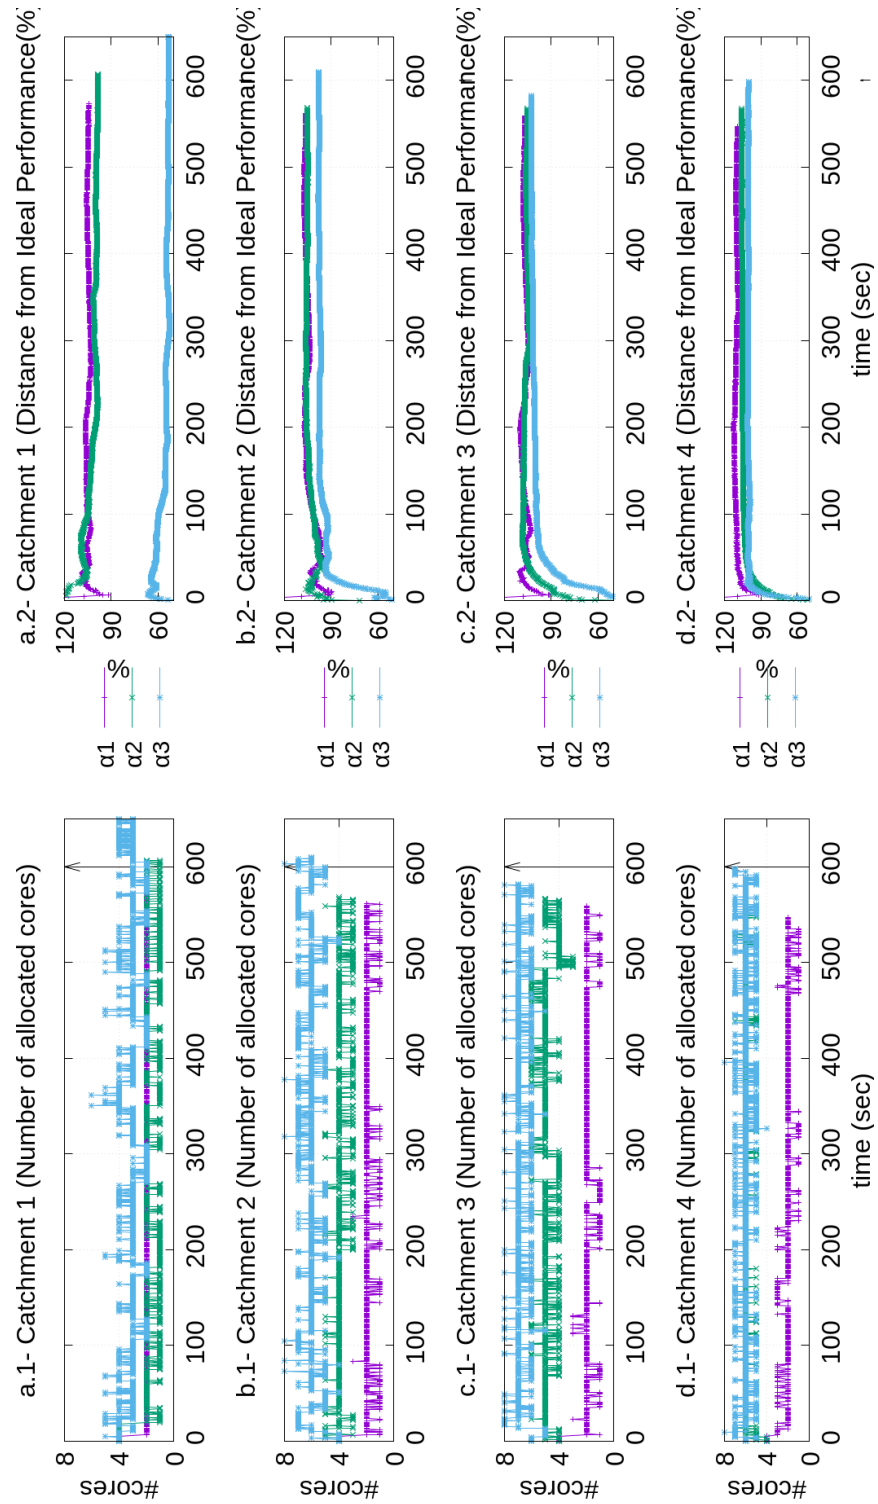 a.1- Catchment 1 (Number of allocated cores)
8
4
0
#cores
0 100 200 300 400 500 600
α1
α2
α3
a.2- Catchment 1 (Distance from Ideal Performance(%)
120
90
60
%
0 100 200 300 400 500 600
b.1- Catchment 2 (Number of allocated cores)
8
4
0
#cores
0 100 200 300 400 500 600
α1
α2
α3
b.2- Catchment 2 (Distance from Ideal Performance(%)
120
90
60
%
0 100 200 300 400 500 600
c.1- Catchment 3 (Number of allocated cores)
8
4
0
#cores
0 100 200 300 400 500 600
α1
α2
α3
c.2- Catchment 3 (Distance from Ideal Performance(%)
120
90
60
%
0 100 200 300 400 500 600
d.1- Catchment 4 (Number of allocated cores)
8
4
0
#cores
0 100 200 300 400 500 600
time (sec)
α1
α2
α3
d.2- Catchment 4 (Distance from Ideal Performance(%)
120
90
60
%
0 100 200 300 400 500 600
time (sec)